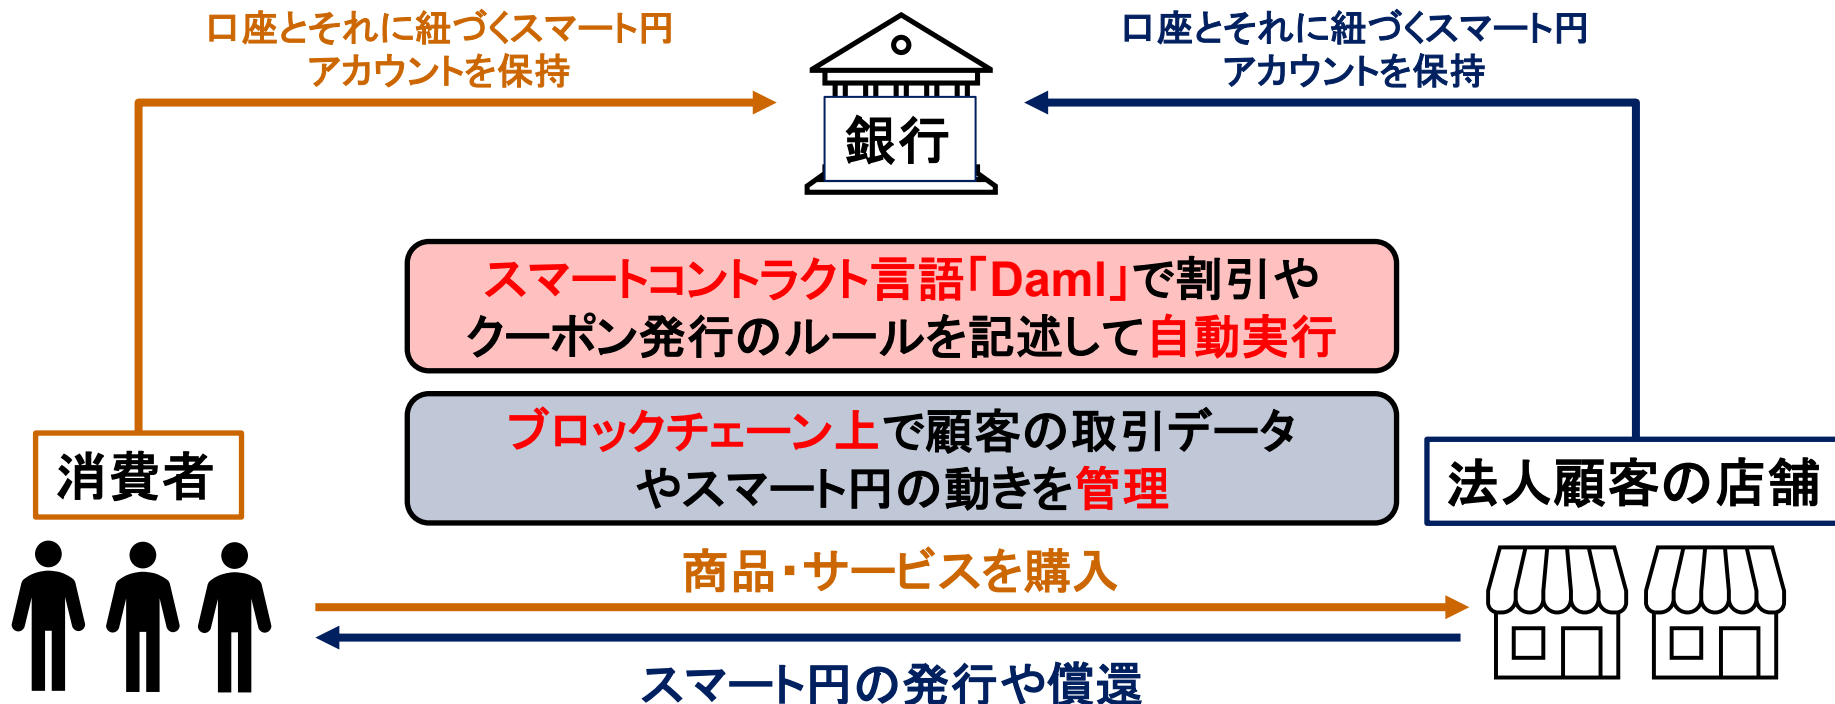 口座とそれに紐づくスマート円
アカウントを保持
口座とそれに紐づくスマート円
アカウントを保持
銀行
スマートコントラクト言語「Daml」で割引や
クーポン発行のルールを記述して自動実行
ブロックチェーン上で顧客の取引データ
やスマート円の動きを管理
消費者
法人顧客の店舗
商品・サービスを購入
スマート円の発行や償還